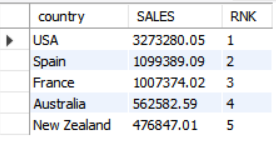 country SALES RNK
USA 3273280.05 1
Spain 1099389.09 2
France 1007374.02 3
Australia 562582.59 4
New Zealand 476847.01 5